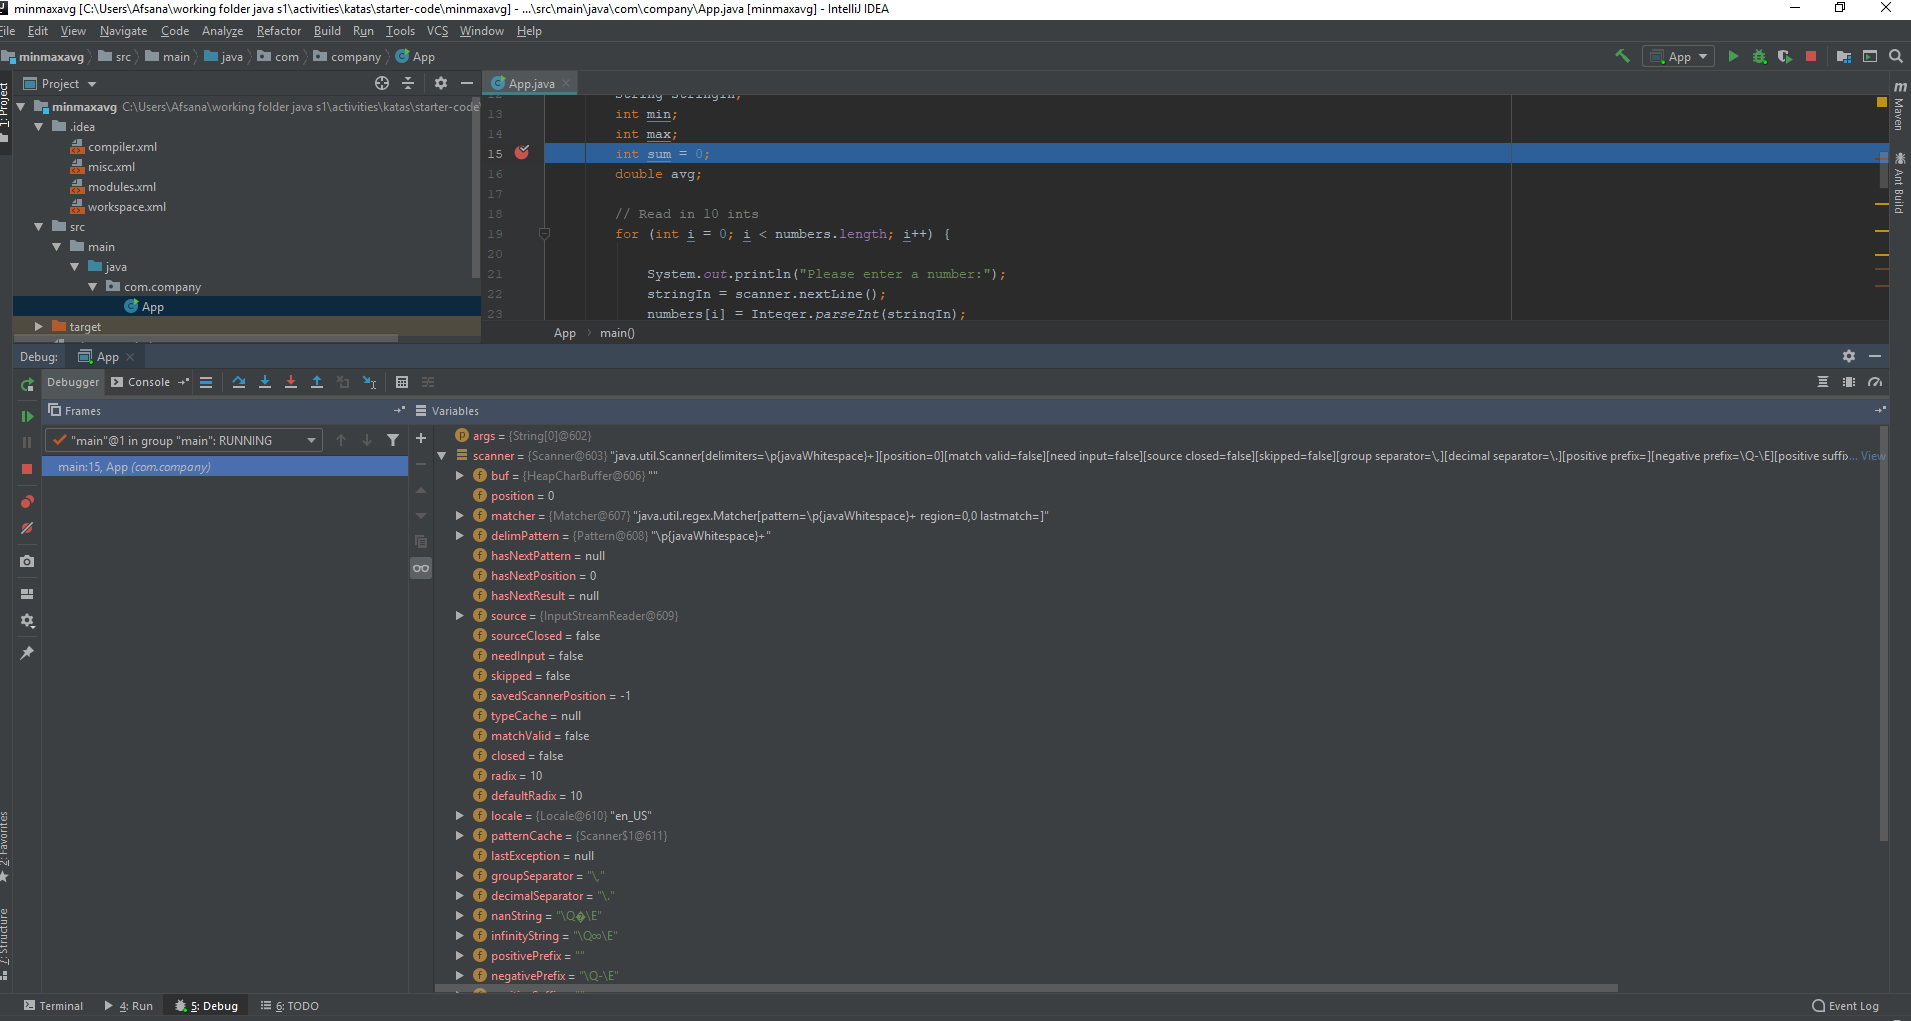 minmaxavg [C:\Users\Afsana\working folder java s1\activities\katas\starter-code\minmaxavg] - ...\src\main\java\com\company\App.java [minmaxavg] - IntelliJ IDEA
File Edit View Navigate Code Analyze Refactor Build Run Tools VCS Window Help
minmaxavg src main java com company App
App
Project
App.java
1: Project
minmaxavg C:\Users\Afsana\working folder java s1\activities\katas\starter-code\
.idea
compiler.xml
misc.xml
modules.xml
workspace.xml
src
main
java
com.company
App
target
12 String stringIn;
13 int min;
14 int max;
15 int sum = 0;
16 double avg;
17
18 // Read in 10 ints
19 for (int i = 0; i < numbers.length; i++) {
20
21 System.out.println("Please enter a number:");
22 stringIn = scanner.nextLine();
23 numbers[i] = Integer.parseInt(stringIn);
App > main()
m Maven
Ant Build
Debug: App
Debugger Console
Frames
"main"@1 in group "main": RUNNING
main:15, App (com.company)
Variables
args = {String[0]@602}
scanner = {Scanner@603} "java.util.Scanner[delimiters=\p{javaWhitespace}+][position=0][match valid=false][need input=false][source closed=false][skipped=false][group separator=\,][decimal separator=\.][positive prefix=][negative prefix=\Q-\E][positive suffix... View
buf = {HeapCharBuffer@606} ""
position = 0
matcher = {Matcher@607} "java.util.regex.Matcher[pattern=\p{javaWhitespace}+ region=0,0 lastmatch=]"
delimPattern = {Pattern@608} "\p{javaWhitespace}+"
hasNextPattern = null
hasNextPosition = 0
hasNextResult = null
source = {InputStreamReader@609}
sourceClosed = false
needInput = false
skipped = false
savedScannerPosition = -1
typeCache = null
matchValid = false
closed = false
radix = 10
defaultRadix = 10
locale = {Locale@610} "en_US"
patternCache = {Scanner$1@611}
lastException = null
groupSeparator = "\,"
decimalSeparator = "\."
nanString = "\Q�\E"
infinityString = "\Q∞\E"
positivePrefix = ""
negativePrefix = "\Q-\E"
2: Favorites
7: Structure
Terminal 4: Run 5: Debug 6: TODO
Event Log